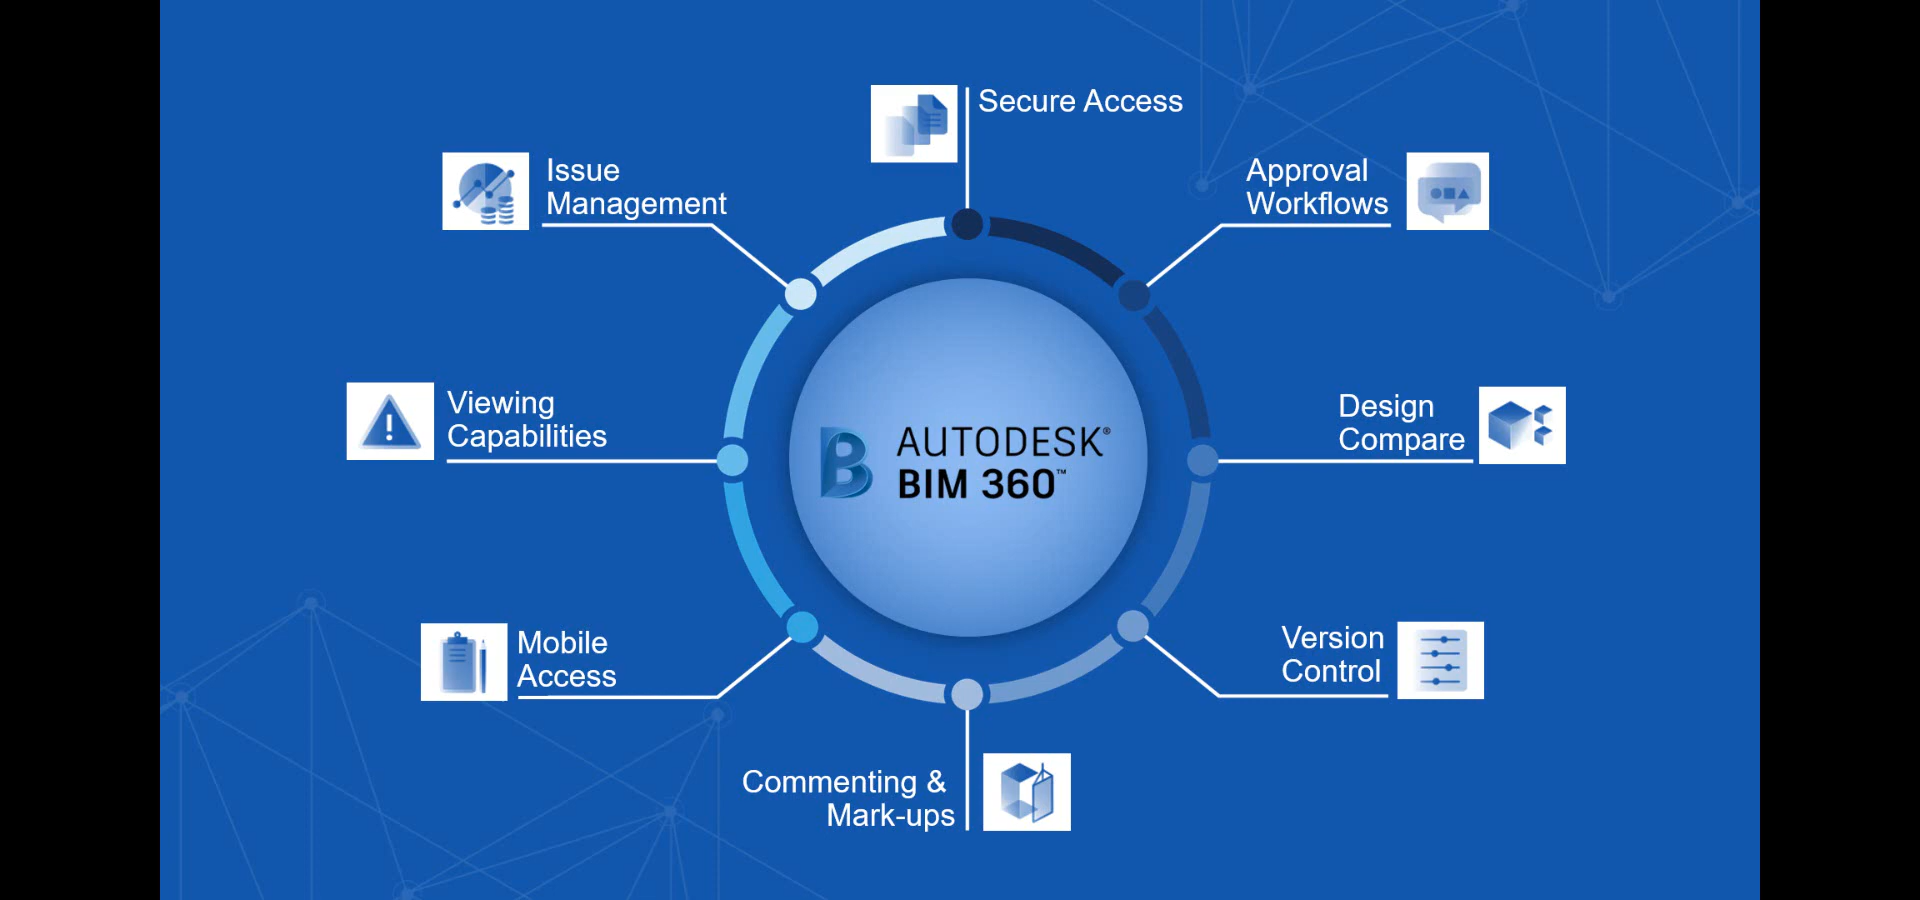 Secure Access
Issue
Management
Approval
Workflows
Viewing
Capabilities
Design
Compare
AUTODESK®
BIM 360™
Mobile
Access
Version
Control
Commenting &
Mark-ups